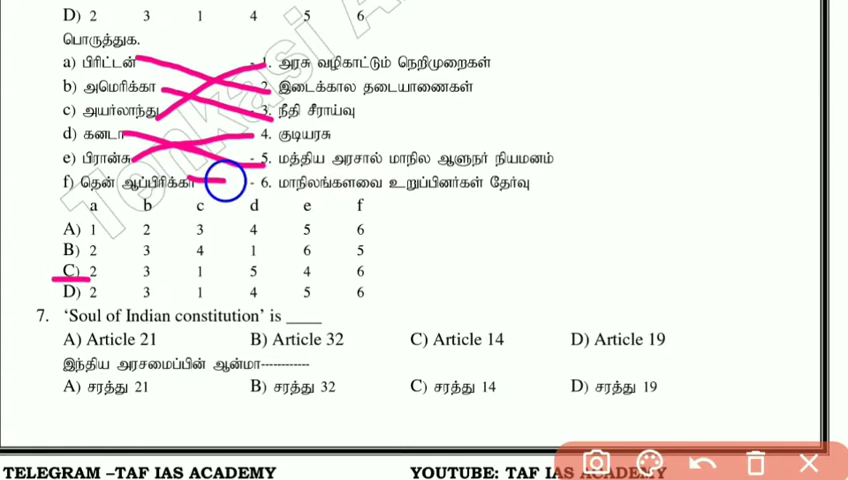 D) 2 3 1 4 5 6
பொருத்துக.
a) பிரிட்டன் - 1. அரசு வழிகாட்டும் நெறிமுறைகள்
b) அமெரிக்கா - 2. இடைக்கால தடையாணைகள்
c) அயர்லாந்து - 3. நீதி சீராய்வு
d) கனடா - 4. குடியரசு
e) பிரான்சு - 5. மத்திய அரசால் மாநில ஆளுநர் நியமனம்
f) தென் ஆப்பிரிக்கா - 6. மாநிலங்களவை உறுப்பினர்கள் தேர்வு
a b c d e f
A) 1 2 3 4 5 6
B) 2 3 4 1 6 5
C) 2 3 1 5 4 6
D) 2 3 1 4 5 6
7. ‘Soul of Indian constitution’ is ____
A) Article 21 B) Article 32 C) Article 14 D) Article 19
இந்திய அரசமைப்பின் ஆன்மா------------
A) சரத்து 21 B) சரத்து 32 C) சரத்து 14 D) சரத்து 19
TELEGRAM –TAF IAS ACADEMY YOUTUBE: TAF IAS ACADEMY